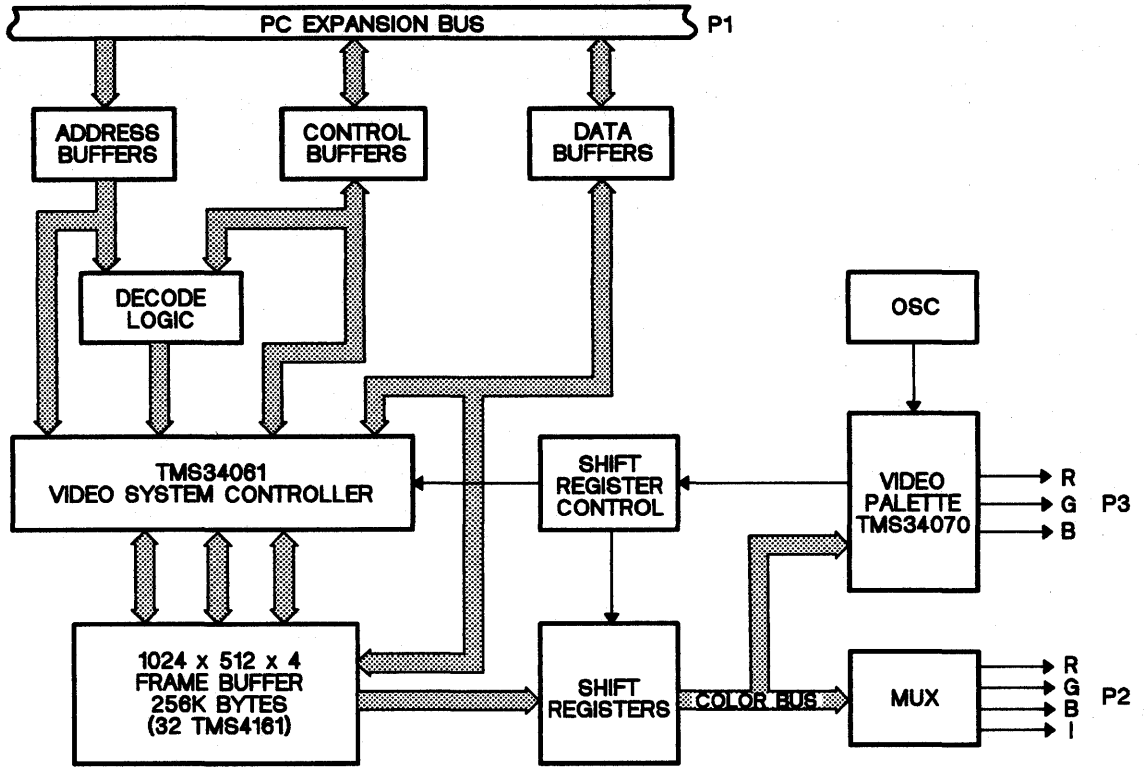 PC EXPANSION BUS
P1
ADDRESS
BUFFERS
CONTROL
BUFFERS
DATA
BUFFERS
DECODE
LOGIC
OSC
TMS34061
VIDEO SYSTEM CONTROLLER
SHIFT
REGISTER
CONTROL
VIDEO
PALETTE
TMS34070
R
G
B
P3
1024 x 512 x 4
FRAME BUFFER
256K BYTES
(32 TMS4161)
SHIFT
REGISTERS
COLOR BUS
MUX
R
G
B
I
P2